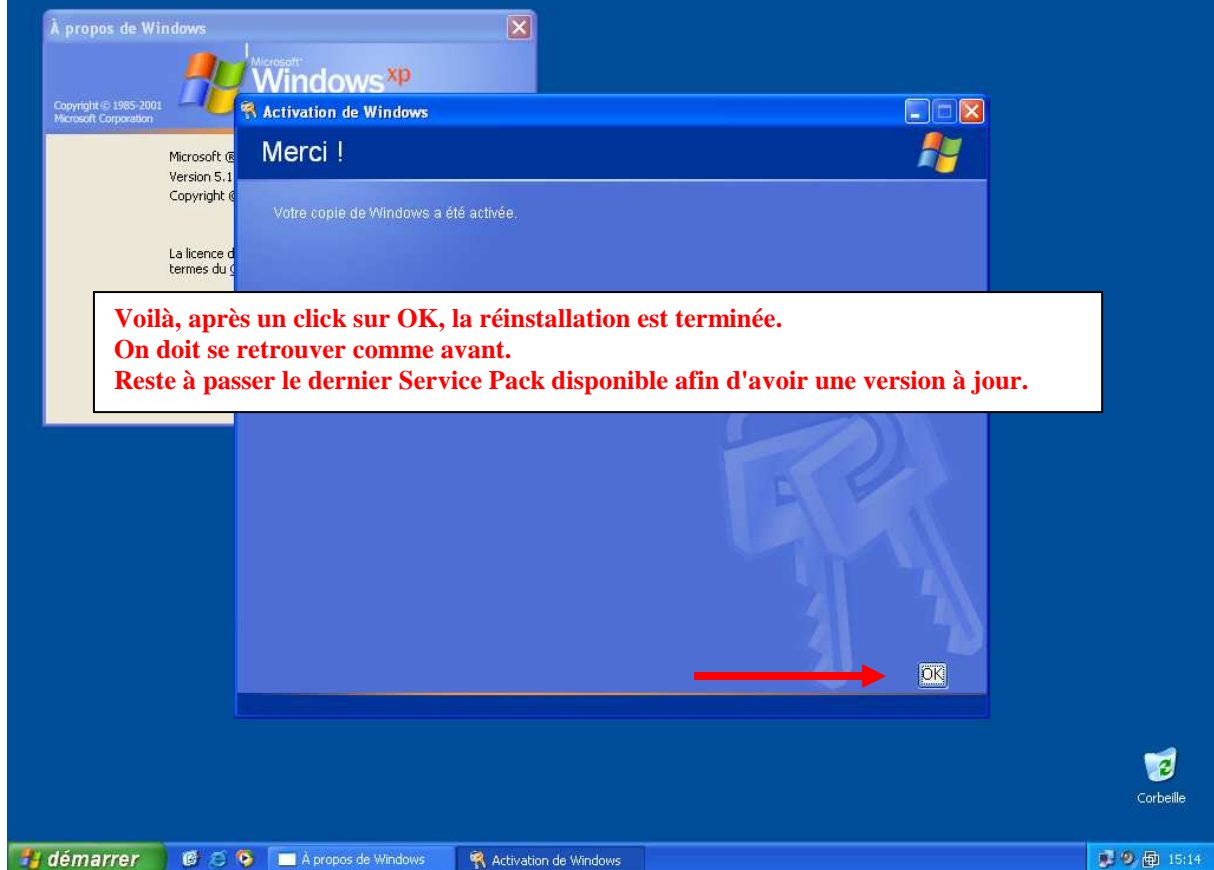 À propos de Windows
Microsoft
Windows xp
Copyright © 1985-2001
Microsoft Corporation
Activation de Windows
Merci !
Microsoft ®
Version 5.1
Copyright ©
Votre copie de Windows a été activée.
La licence d
termes du
Voilà, après un click sur OK, la réinstallation est terminée.
On doit se retrouver comme avant.
Reste à passer le dernier Service Pack disponible afin d'avoir une version à jour.
OK
Corbeille
démarrer
À propos de Windows
Activation de Windows
15:14